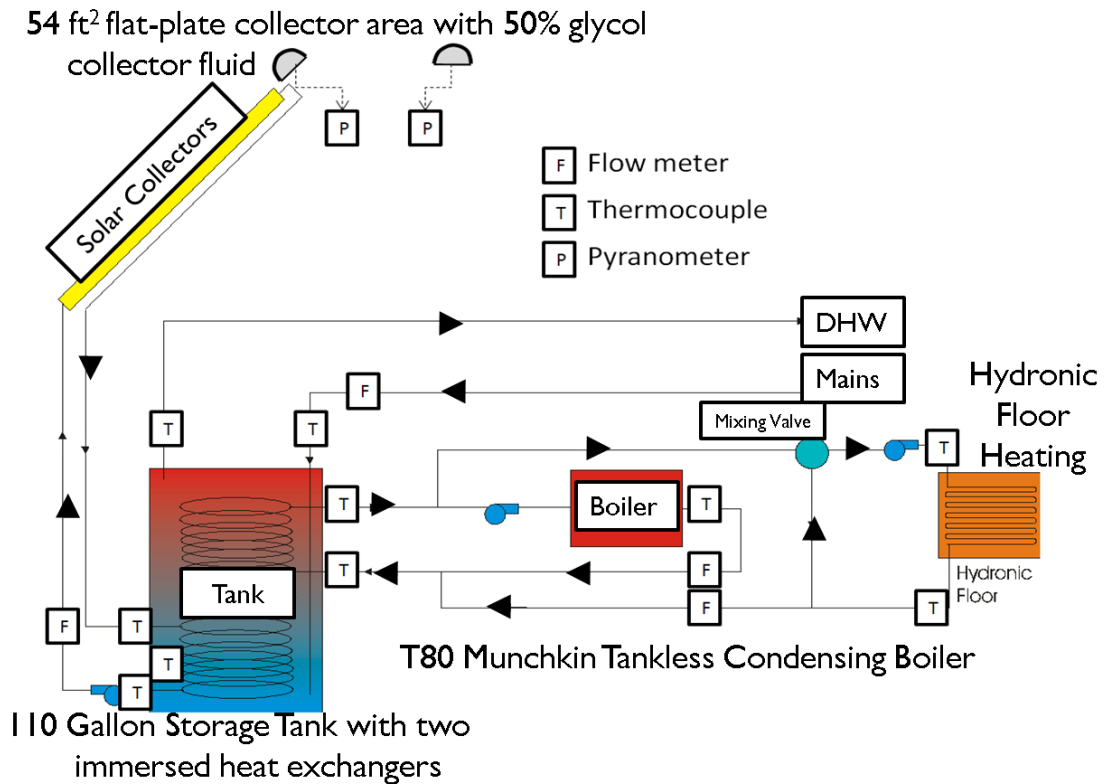 54 ft² flat-plate collector area with 50% glycol
collector fluid
P
P
Solar Collectors
F
Flow meter
T
Thermocouple
P
Pyranometer
DHW
Mains
F
Mixing Valve
Hydronic
Floor
Heating
T
T
T
T
Boiler
T
T
F
Tank
F
T
Hydronic
Floor
F
T
T
T
T80 Munchkin Tankless Condensing Boiler
110 Gallon Storage Tank with two
immersed heat exchangers